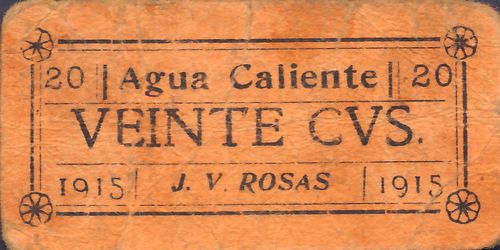 20 Agua Caliente 20
VEINTE CVS.
1915 J. V. ROSAS 1915